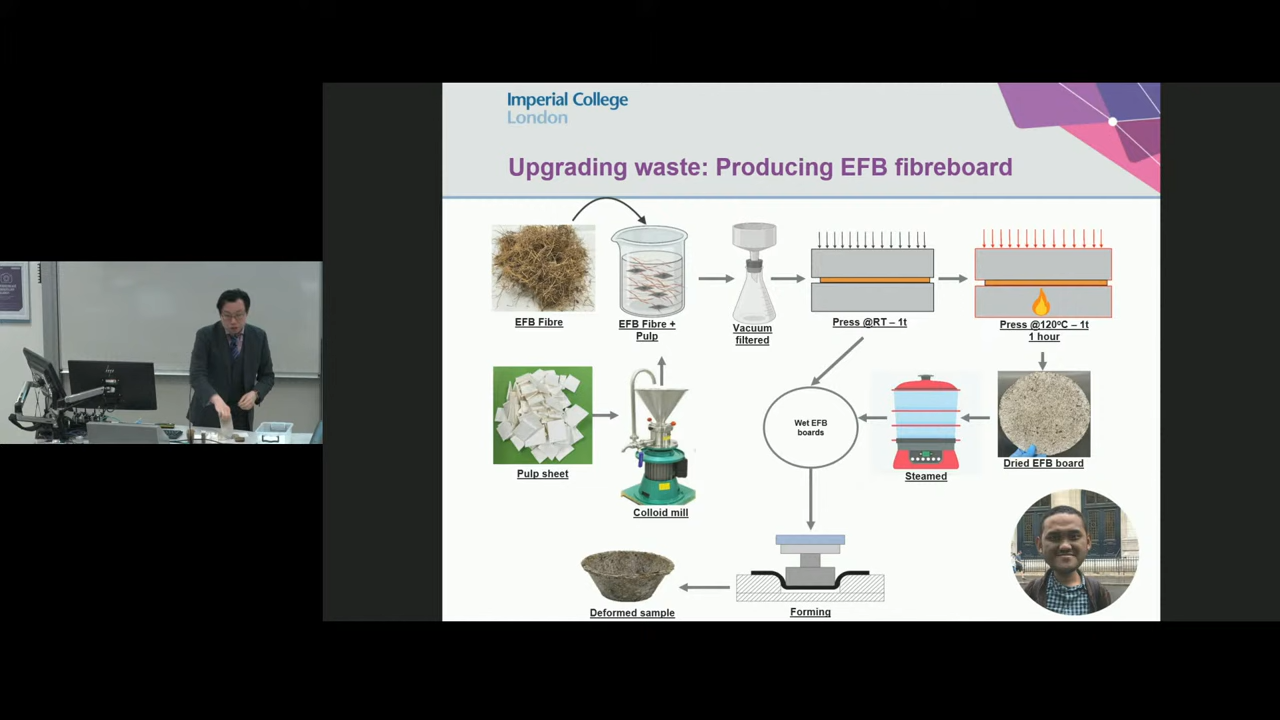 Imperial College
London
Upgrading waste: Producing EFB fibreboard
EFB Fibre
EFB Fibre +
Pulp
Vacuum
filtered
Press @RT – 1t
Press @120°C – 1t
1 hour
Pulp sheet
Colloid mill
Wet EFB
boards
Steamed
Dried EFB board
Deformed sample
Forming